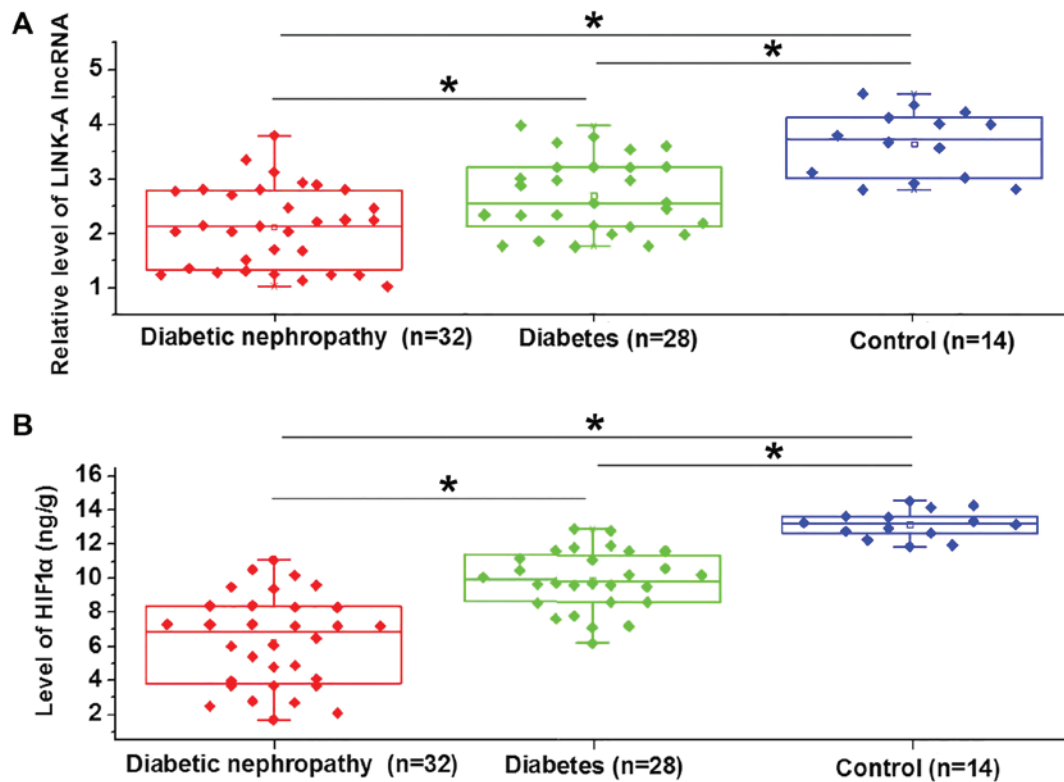 A
*
*
*
Relative level of LINK-A lncRNA
5
4
3
2
1
Diabetic nephropathy (n=32)
Diabetes (n=28)
Control (n=14)
B
*
*
*
Level of HIF1α (ng/g)
16
14
12
10
8
6
4
2
Diabetic nephropathy (n=32)
Diabetes (n=28)
Control (n=14)